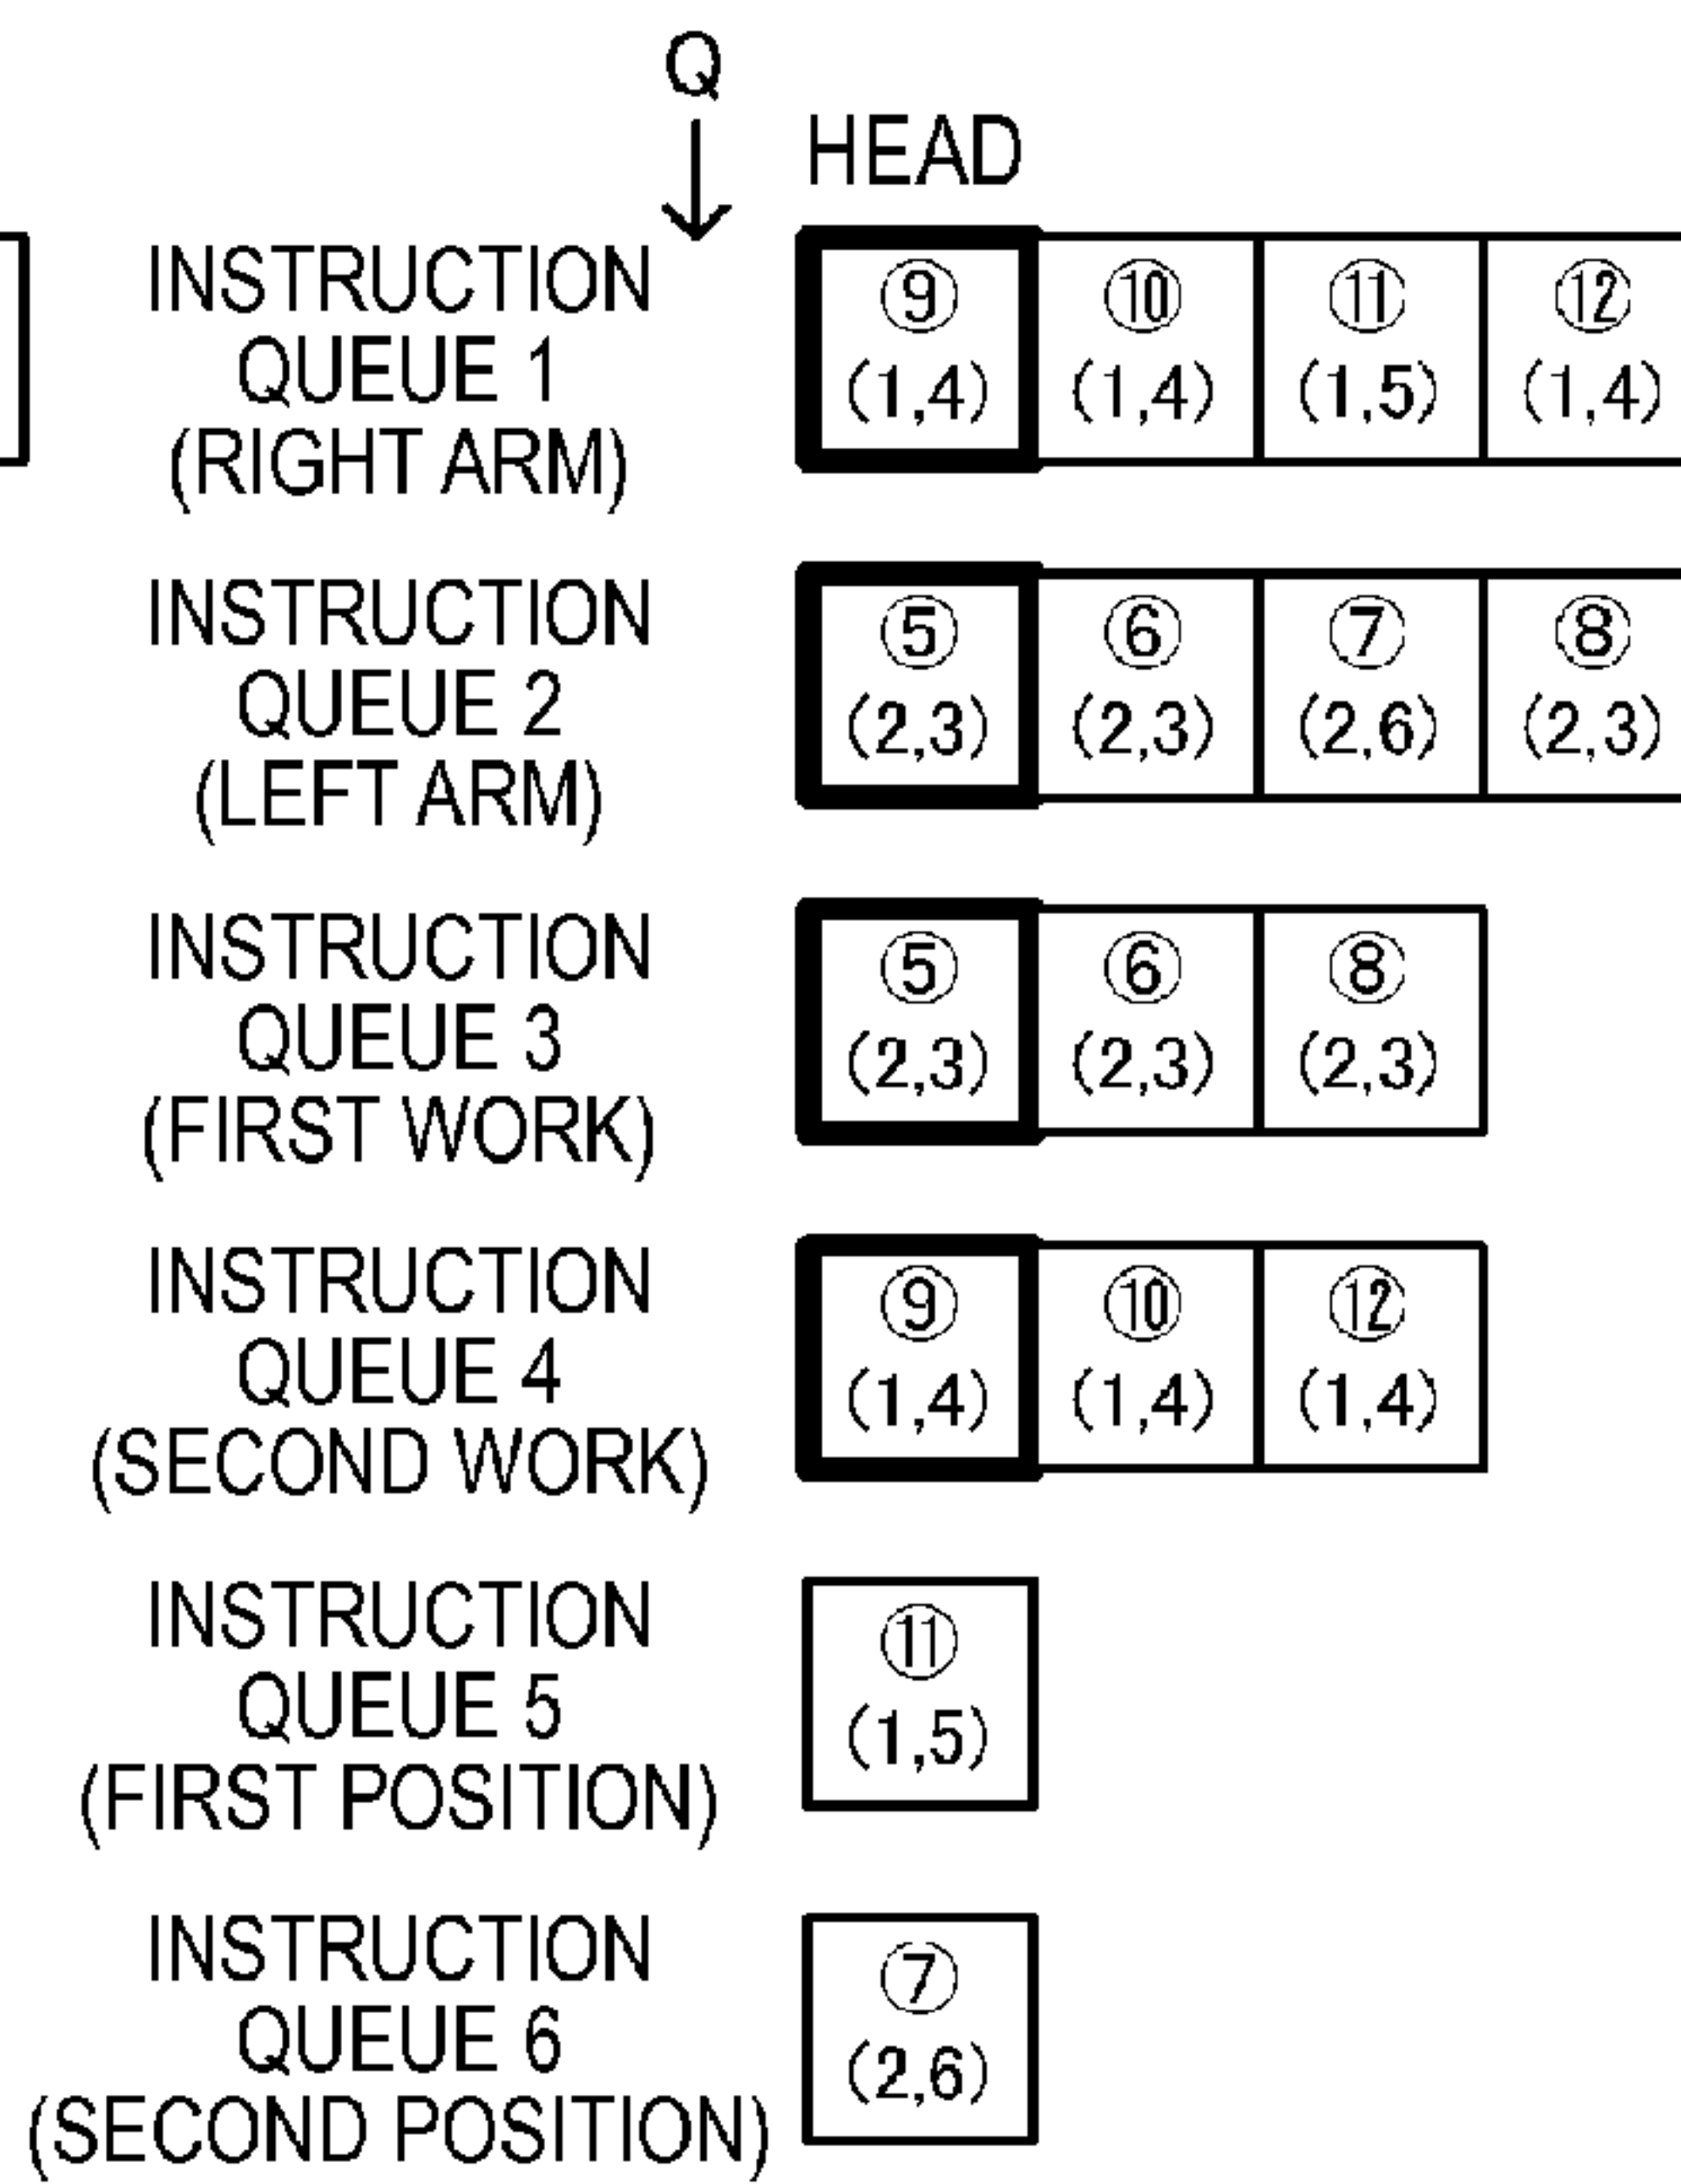 Q
HEAD
INSTRUCTION
QUEUE 1
(RIGHT ARM)
⑨ ⑩ ⑪ ⑫
(1,4) (1,4) (1,5) (1,4)
INSTRUCTION
QUEUE 2
(LEFT ARM)
⑤ ⑥ ⑦ ⑧
(2,3) (2,3) (2,6) (2,3)
INSTRUCTION
QUEUE 3
(FIRST WORK)
⑤ ⑥ ⑧
(2,3) (2,3) (2,3)
INSTRUCTION
QUEUE 4
(SECOND WORK)
⑨ ⑩ ⑫
(1,4) (1,4) (1,4)
INSTRUCTION
QUEUE 5
(FIRST POSITION)
⑪
(1,5)
INSTRUCTION
QUEUE 6
(SECOND POSITION)
⑦
(2,6)